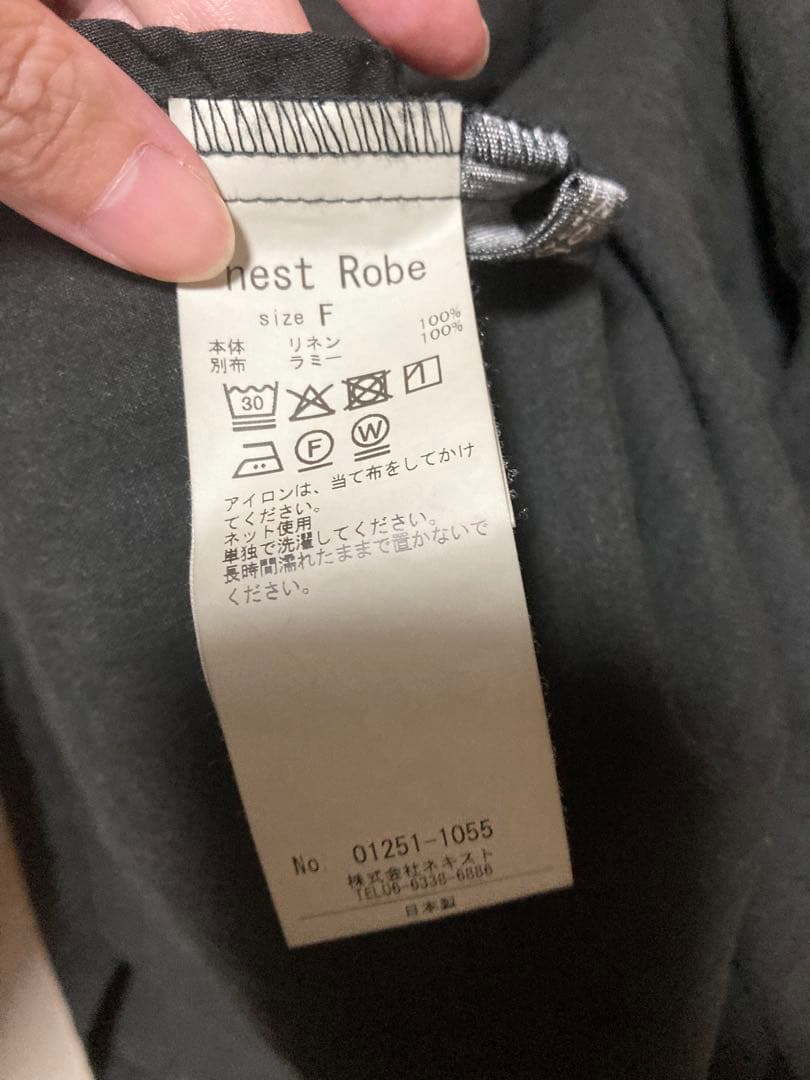 nest Robe
size F
本体 リネン 100%
別布 ラミー 100%
30
F W
アイロンは、当て布をしてかけ
てください。
ネット使用
単独で洗濯してください。
長時間濡れたままで置かないで
ください。
No 01251-1055
株式会社ネキスト
TEL06-6338-6886
日本製